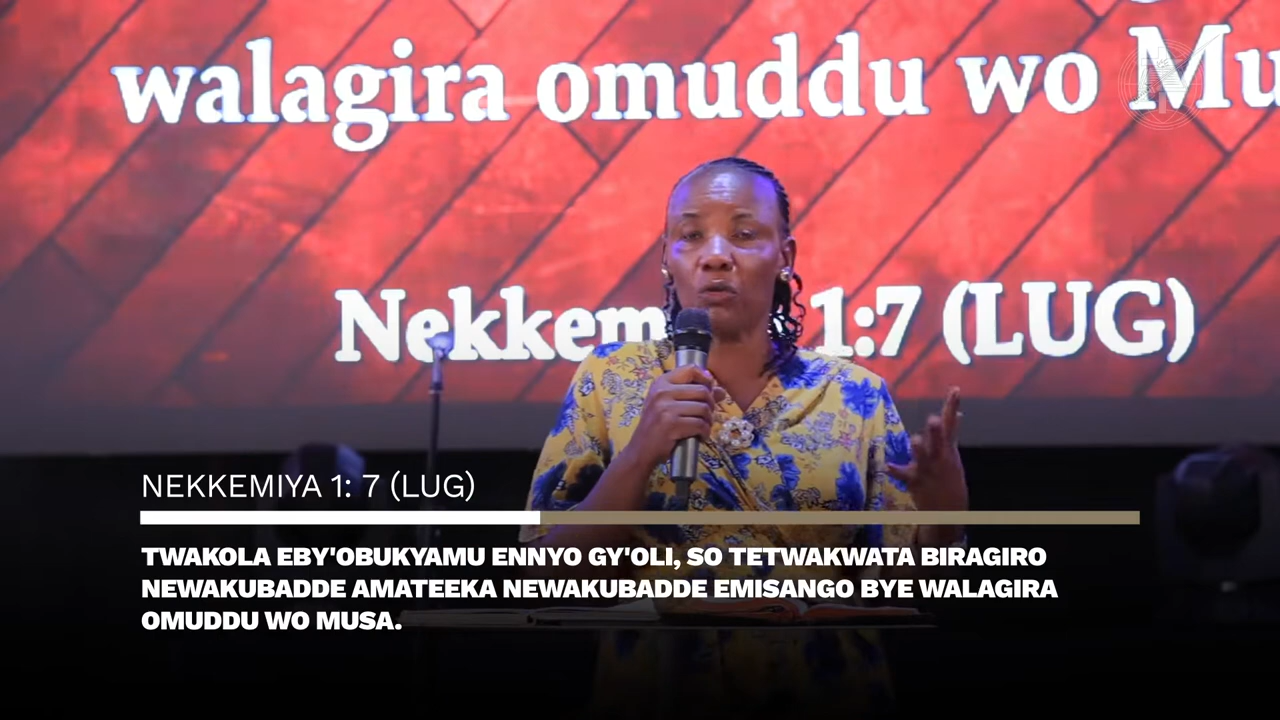 walagira omuddu wo Mu
Nekkem 1:7 (LUG)
NEKKEMIYA 1: 7 (LUG)
TWAKOLA EBY'OBUKYAMU ENNYO GY'OLI, SO TETWAKWATA BIRAGIRO
NEWAKUBADDE AMATEEKA NEWAKUBADDE EMISANGO BYE WALAGIRA
OMUDDU WO MUSA.